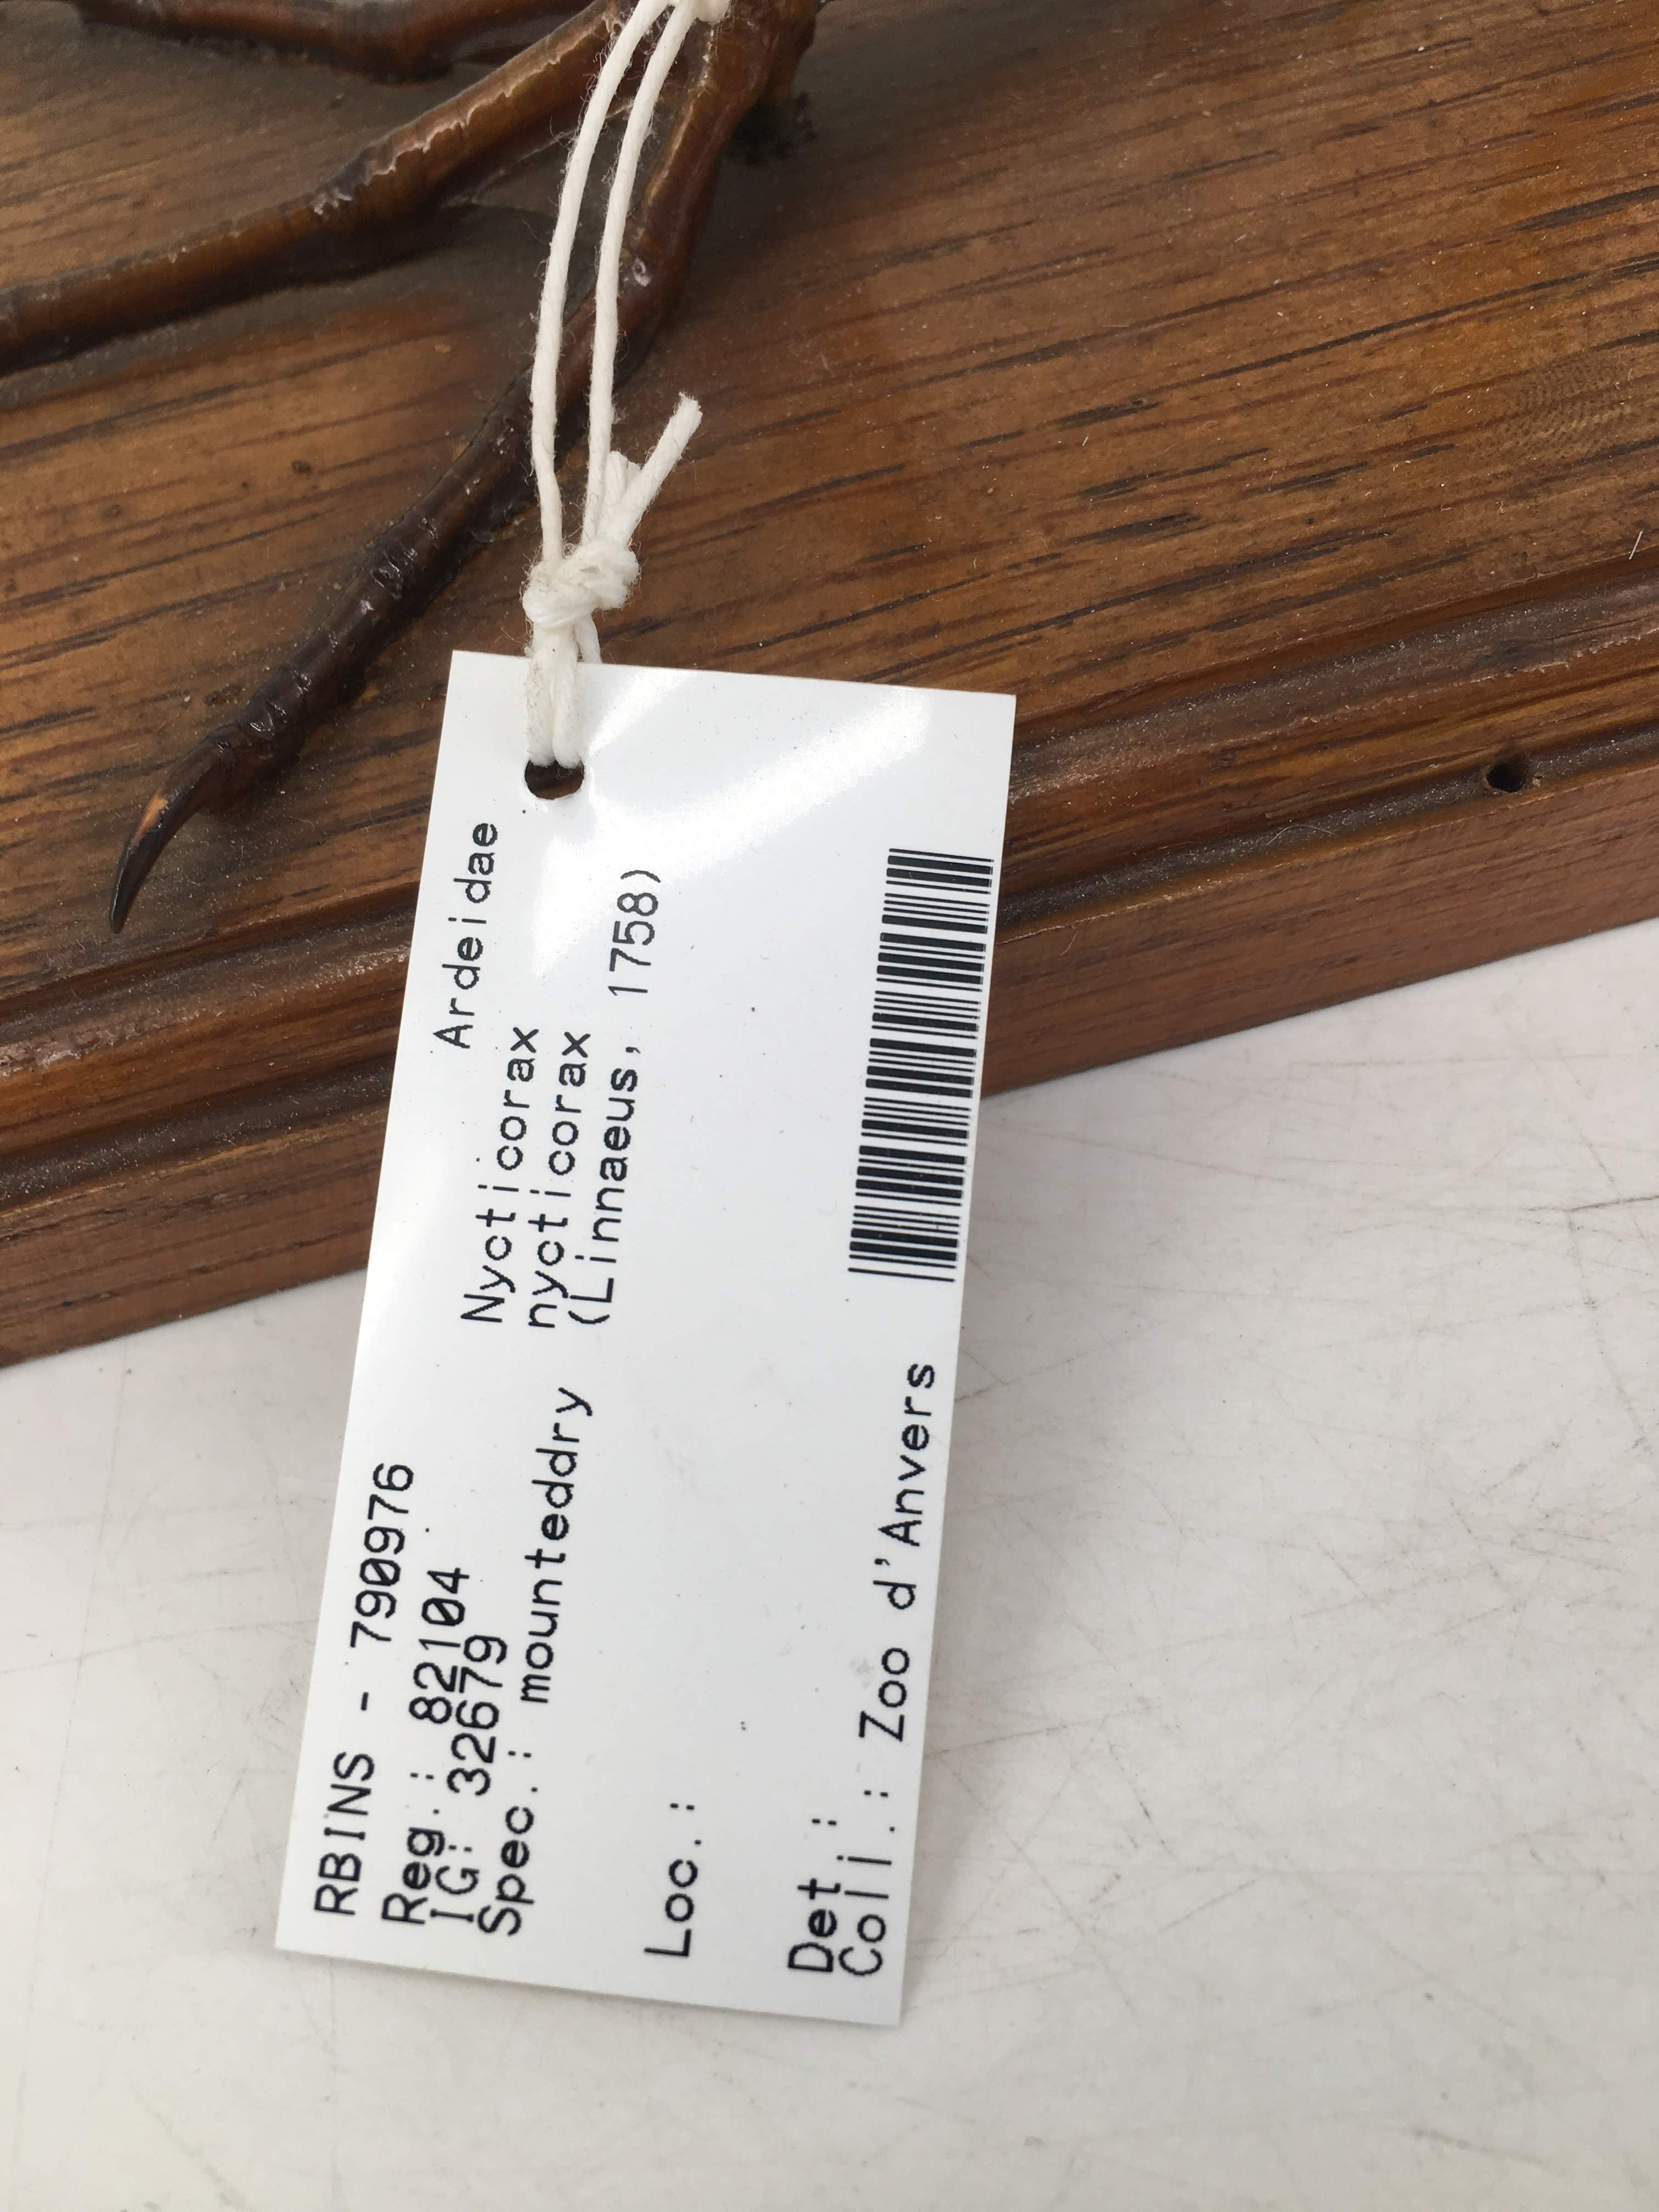 RBINS - 790976
Reg.: 82104 Ardeidae
IG: 32679 Nycticorax
Spec.: mounteddry nycticorax
(Linnaeus, 1758)
Loc.:
Det.:
Coll.: Zoo d'Anvers